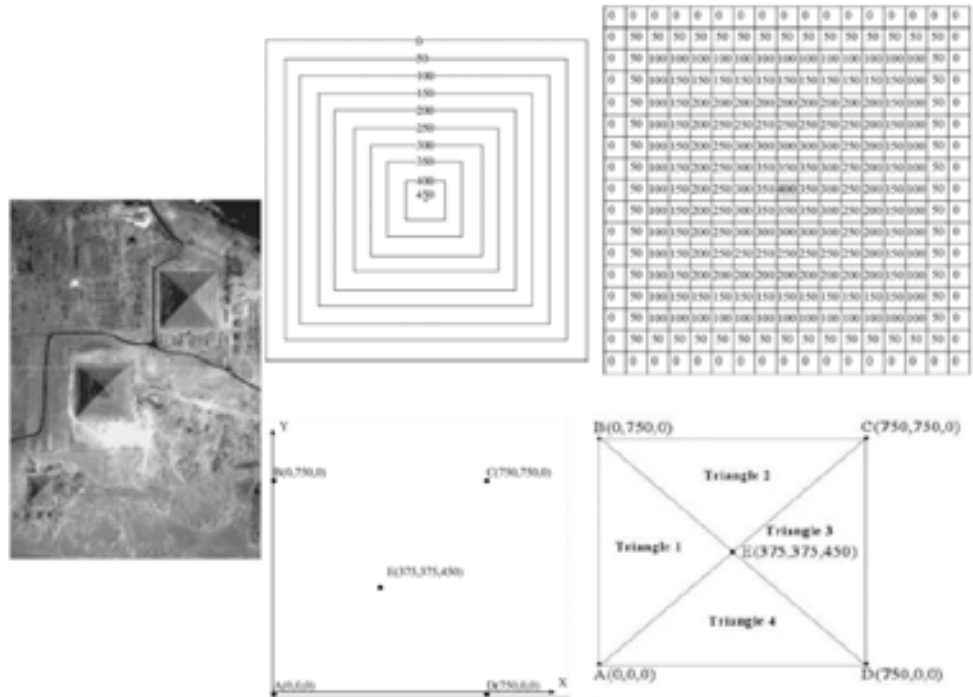 0
50
100
150
200
250
300
350
400
450
0 0 0 0 0 0 0 0 0 0 0 0 0 0 0 0 0
0 50 50 50 50 50 50 50 50 50 50 50 50 50 50 50 0
0 50 100 100 100 100 100 100 100 100 100 100 100 100 100 50 0
0 50 100 150 150 150 150 150 150 150 150 150 150 150 100 50 0
0 50 100 150 200 200 200 200 200 200 200 200 200 150 100 50 0
0 50 100 150 200 250 250 250 250 250 250 250 200 150 100 50 0
0 50 100 150 200 250 300 300 300 300 300 250 200 150 100 50 0
0 50 100 150 200 250 300 350 350 350 300 250 200 150 100 50 0
0 50 100 150 200 250 300 350 400 350 300 250 200 150 100 50 0
0 50 100 150 200 250 300 350 350 350 300 250 200 150 100 50 0
0 50 100 150 200 250 300 300 300 300 300 250 200 150 100 50 0
0 50 100 150 200 250 250 250 250 250 250 250 200 150 100 50 0
0 50 100 150 200 200 200 200 200 200 200 200 200 150 100 50 0
0 50 100 150 150 150 150 150 150 150 150 150 150 150 100 50 0
0 50 100 100 100 100 100 100 100 100 100 100 100 100 100 50 0
0 50 50 50 50 50 50 50 50 50 50 50 50 50 50 50 0
0 0 0 0 0 0 0 0 0 0 0 0 0 0 0 0 0
Y
B(0,750,0) C(750,750,0)
E(375,375,450)
A(0,0,0) D(750,0,0) X
B(0,750,0) C(750,750,0)
Triangle 2
Triangle 3
Triangle 1 E(375,375,450)
Triangle 4
A(0,0,0) D(750,0,0)